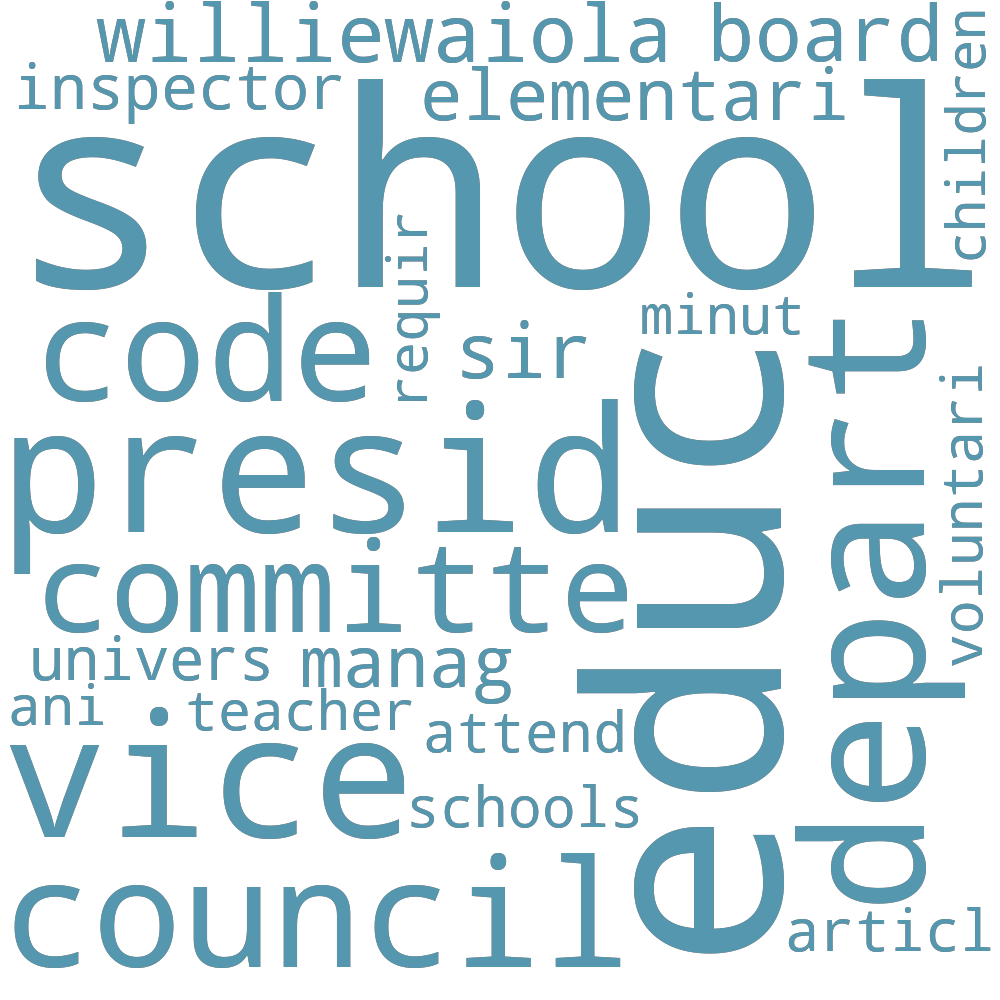 williewaiola board
inspector elementari
children
school
requir
code
sir
minut
educ
depart
presid
voluntari
committe
univers manag
ani teacher attend
vice
schools
council
articl